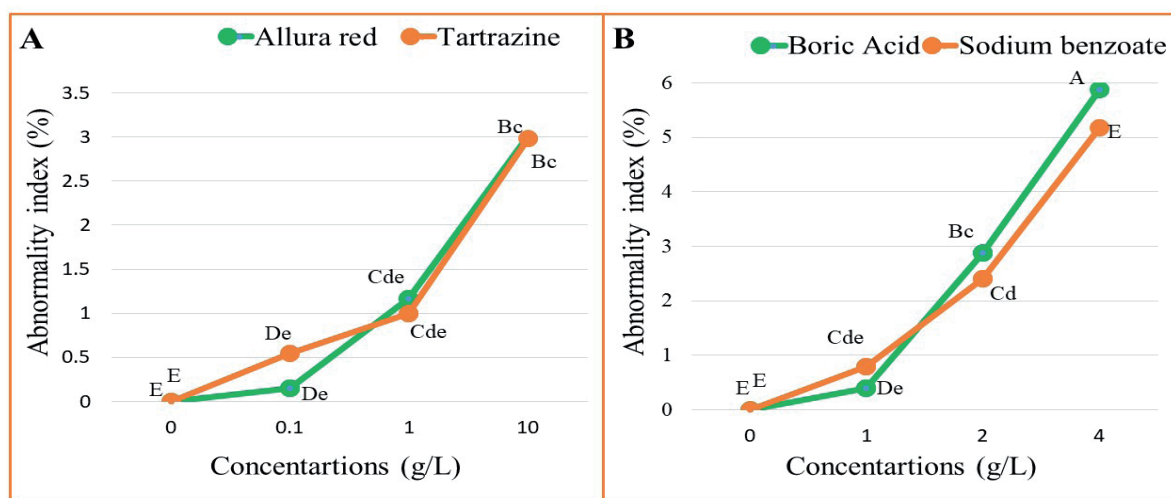 A
Allura red Tartrazine
Abnormality index (%)
3.5
3
2.5
2
1.5
1
0.5
0
Bc
Bc
Cde
Cde
De
De
E
E
0 0.1 1 10
Concentartions (g/L)
B
Boric Acid Sodium benzoate
Abnormality index (%)
6
5
4
3
2
1
0
A
E
Bc
Cd
Cde
De
E E
0 1 2 4
Concentartions (g/L)